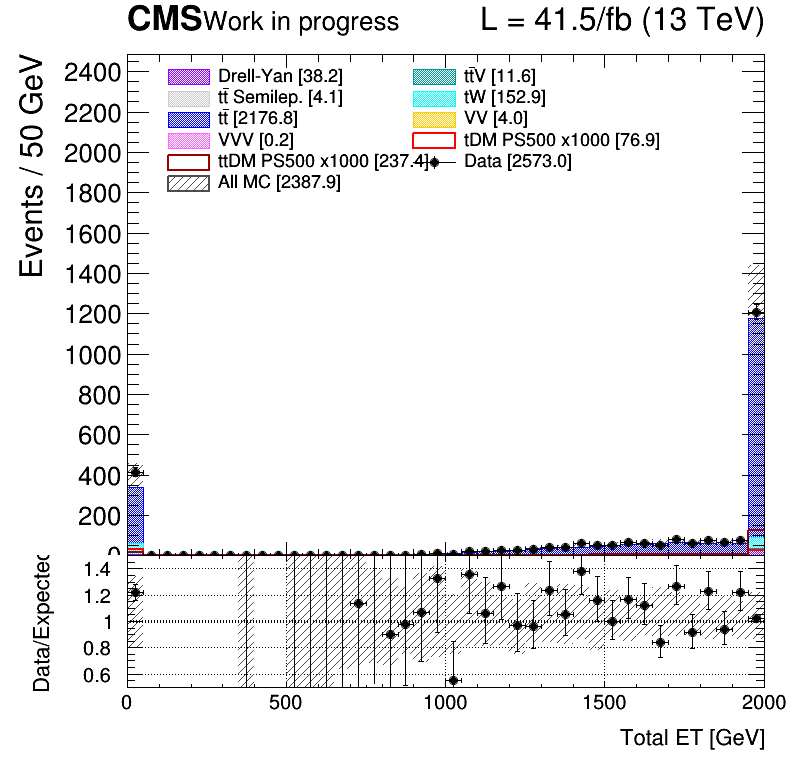 CMS Work in progress L = 41.5/fb (13 TeV)
Events / 50 GeV
2400
2200
2000
1800
1600
1400
1200
1000
800
600
400
200
0
Drell-Yan [38.2] tt̄V [11.6]
tt̄ Semilep. [4.1] tW [152.9]
tt̄ [2176.8] VV [4.0]
VVV [0.2] tDM PS500 x1000 [76.9]
ttDM PS500 x1000 [237.4] Data [2573.0]
All MC [2387.9]
Data/Expected
1.4
1.2
1
0.8
0.6
0 500 1000 1500 2000
Total ET [GeV]